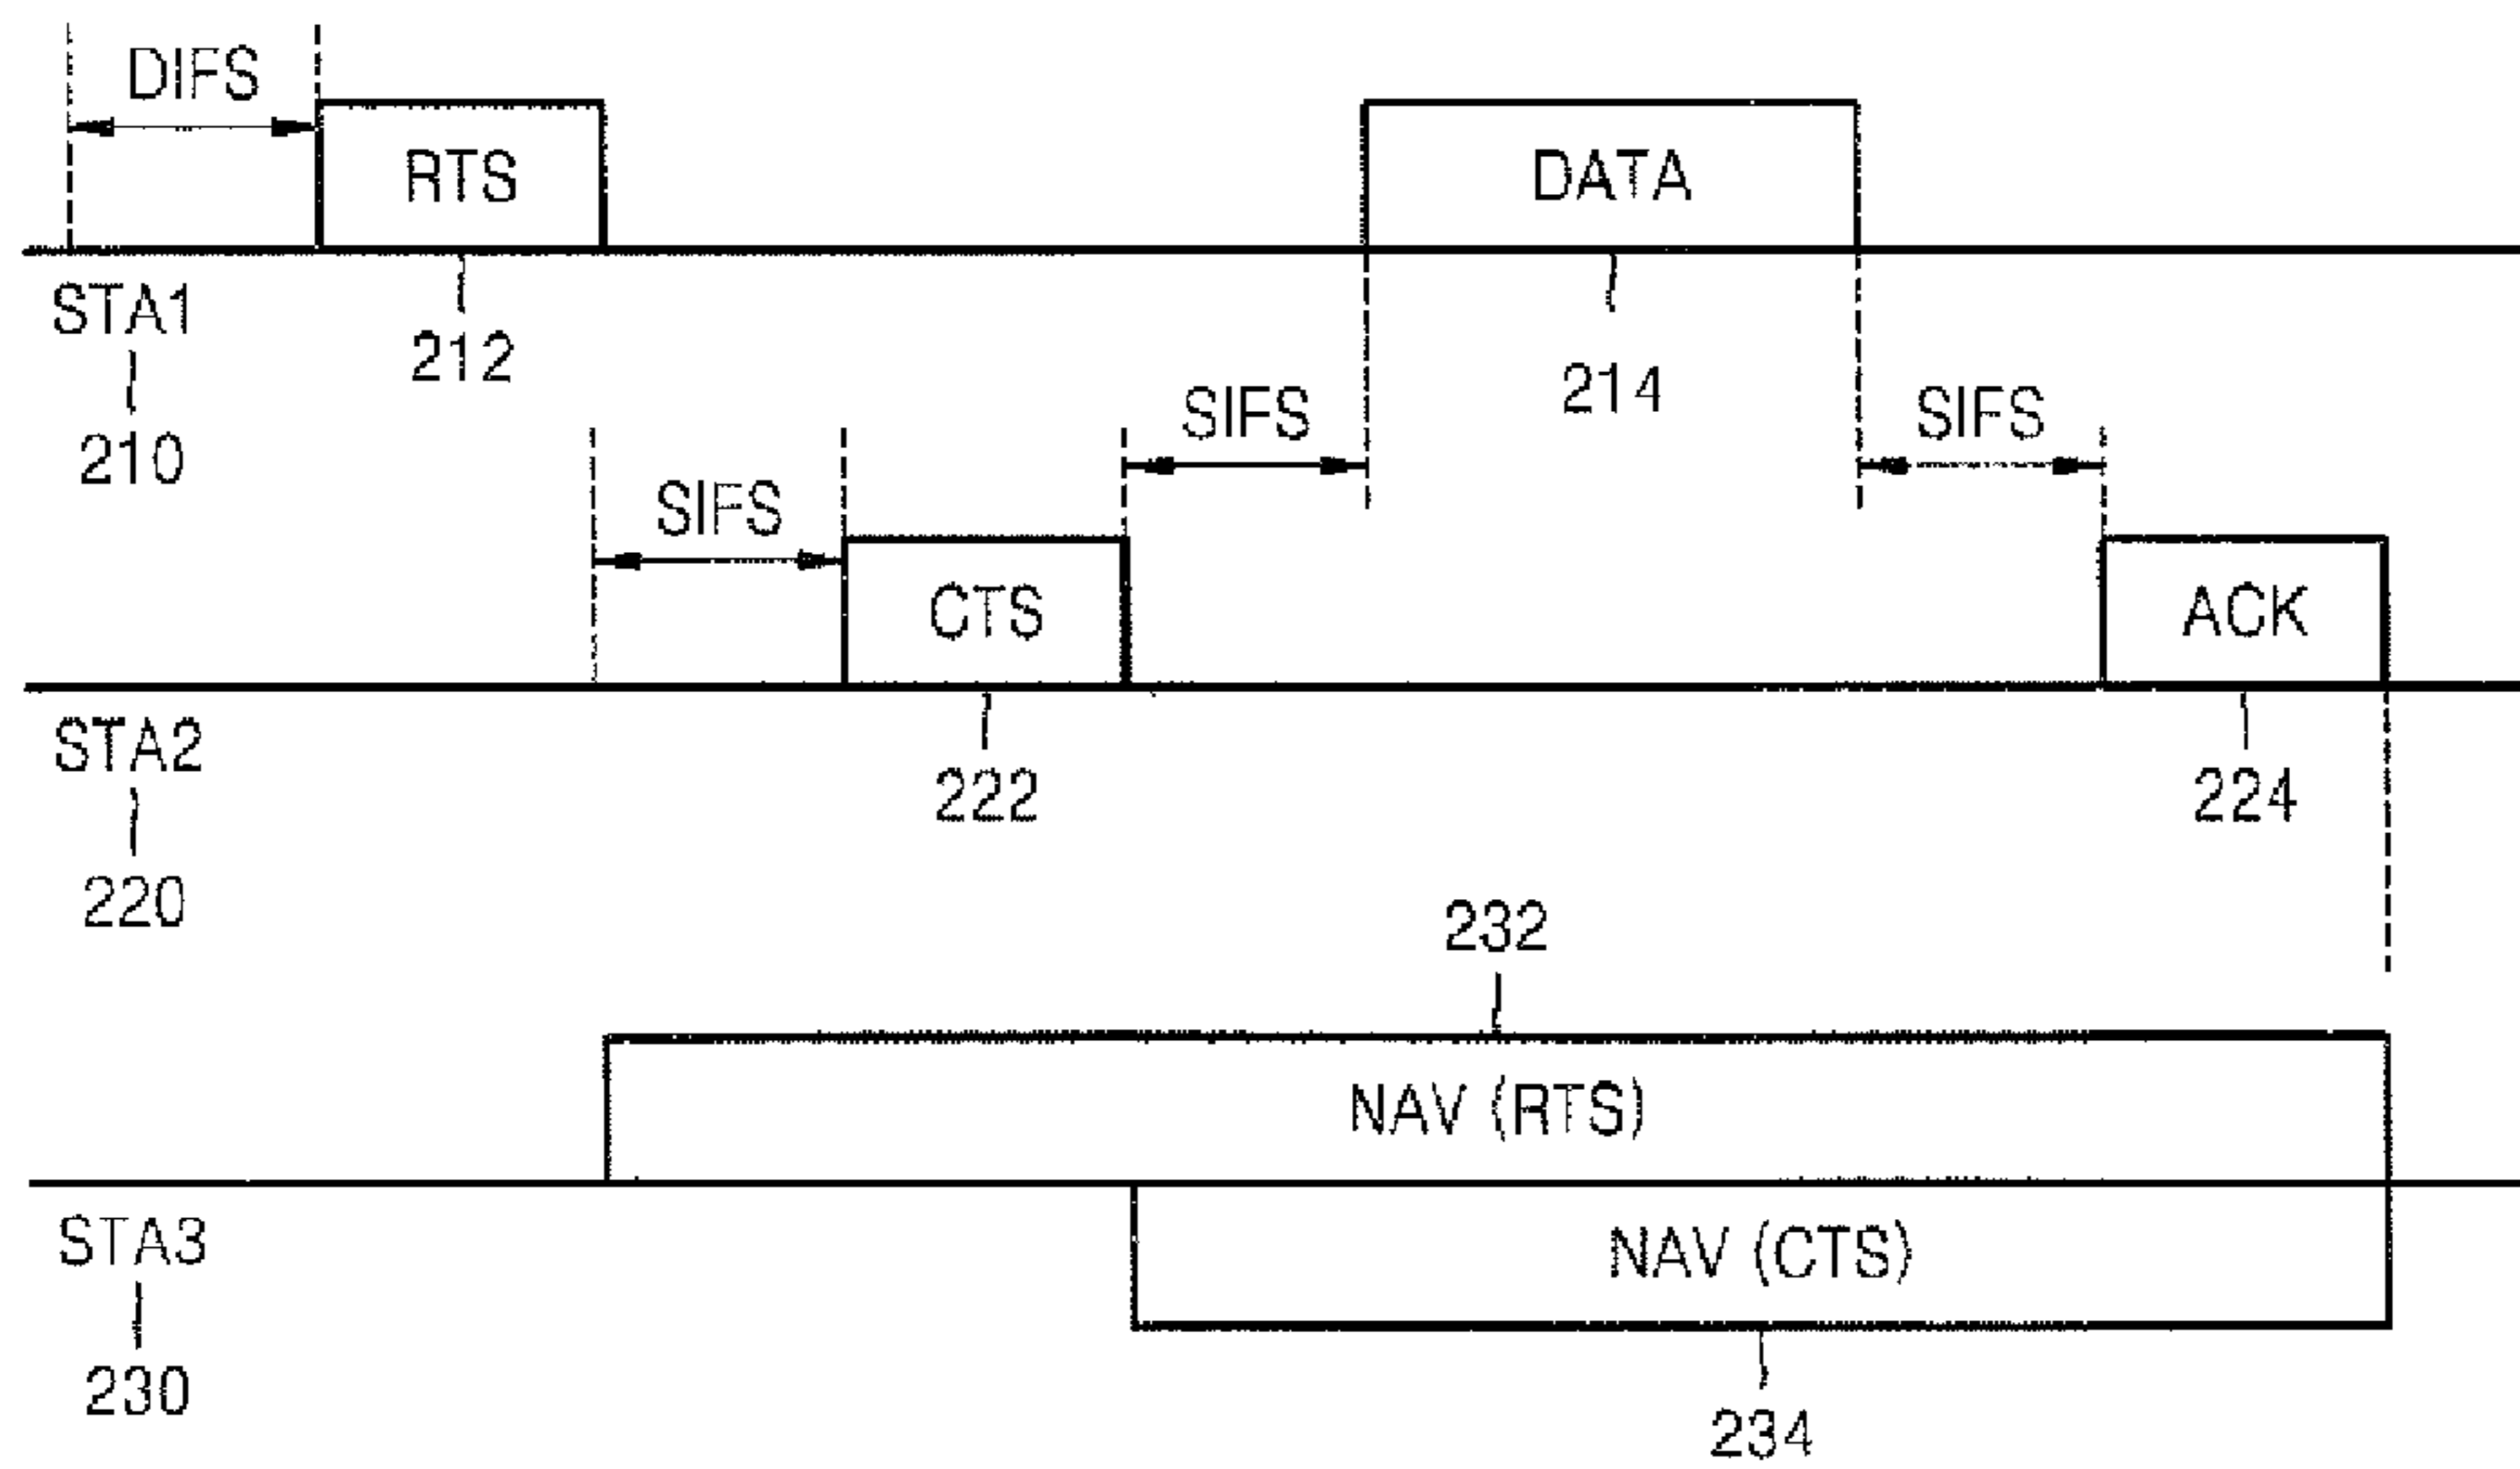 DIFS
RTS
DATA
STA1
212
214
210
SIFS
SIFS
SIFS
CTS
ACK
STA2
222
224
220
232
NAV (RTS)
STA3
NAV (CTS)
230
234